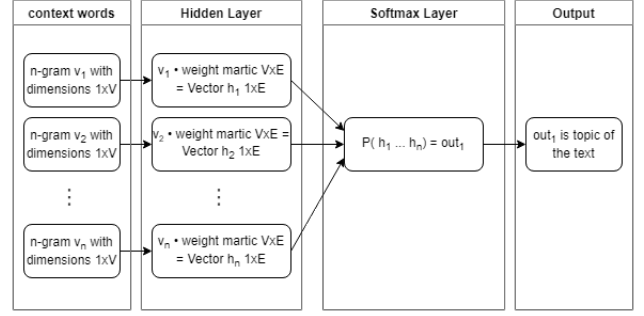 context words
Hidden Layer
Softmax Layer
Output
n-gram v₁ with
dimensions 1xV
v₁ • weight martic VxE
= Vector h₁ 1xE
n-gram v₂ with
dimensions 1xV
v₂ • weight martic VxE =
Vector h₂ 1xE
P( h₁ ... hₙ) = out₁
out₁ is topic of
the text
⋮
⋮
n-gram vₙ with
dimensions 1xV
vₙ • weight martic VxE
= Vector hₙ 1xE